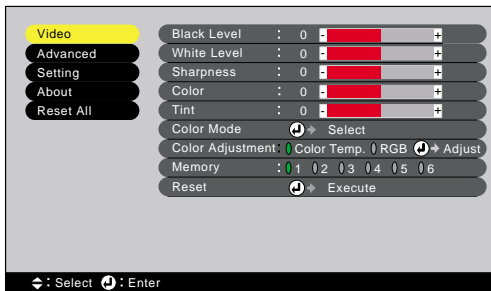 Video
Advanced
Setting
About
Reset All
Black Level : 0 - +
White Level : 0 - +
Sharpness : 0 - +
Color : 0 - +
Tint : 0 - +
Color Mode Select
Color Adjustment : Color Temp. RGB Adjust
Memory : 1 2 3 4 5 6
Reset Execute
: Select : Enter